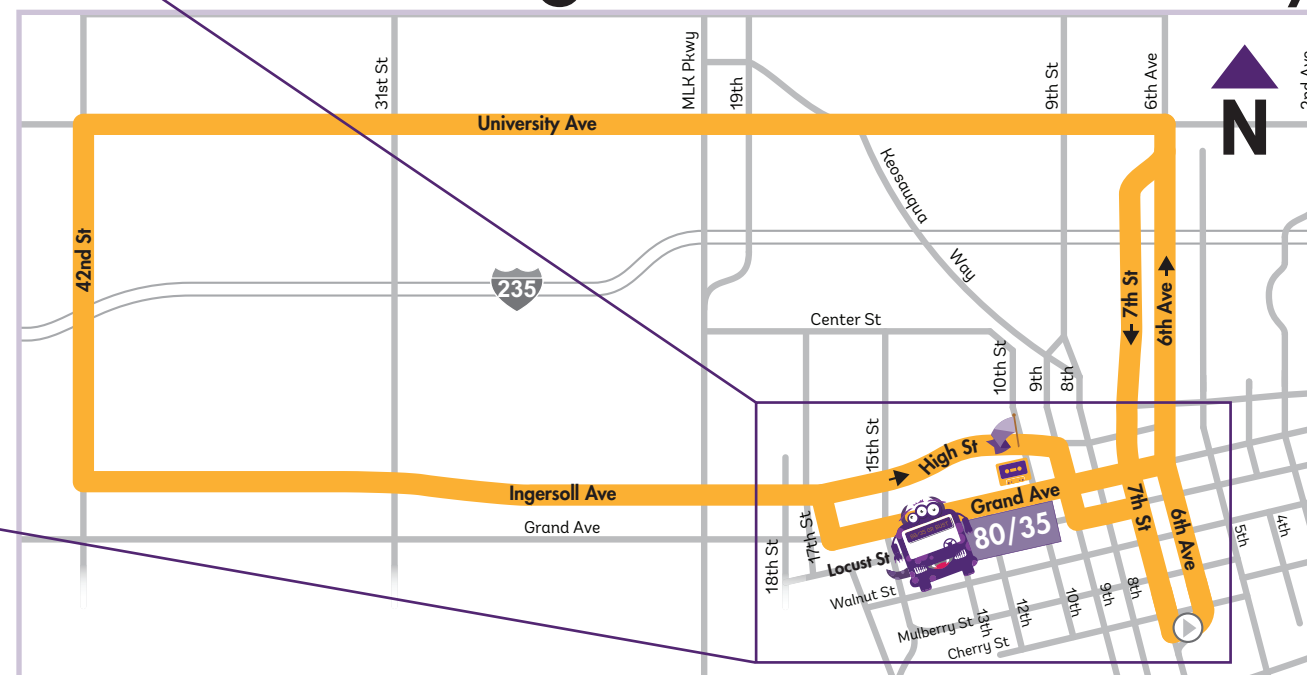 31st St
MLK Pkwy
19th
9th St
6th Ave
2nd Ave
N
University Ave
Keosauqua
Way
42nd St
235
7th St
6th Ave
Center St
10th St
9th
8th
15th St
High St
Ingersoll Ave
Grand Ave
Grand Ave
80/35
7th St
6th Ave
5th
4th
17th St
18th St
Locust St
Walnut St
Mulberry St
Cherry St
13th
12th
10th
9th
8th